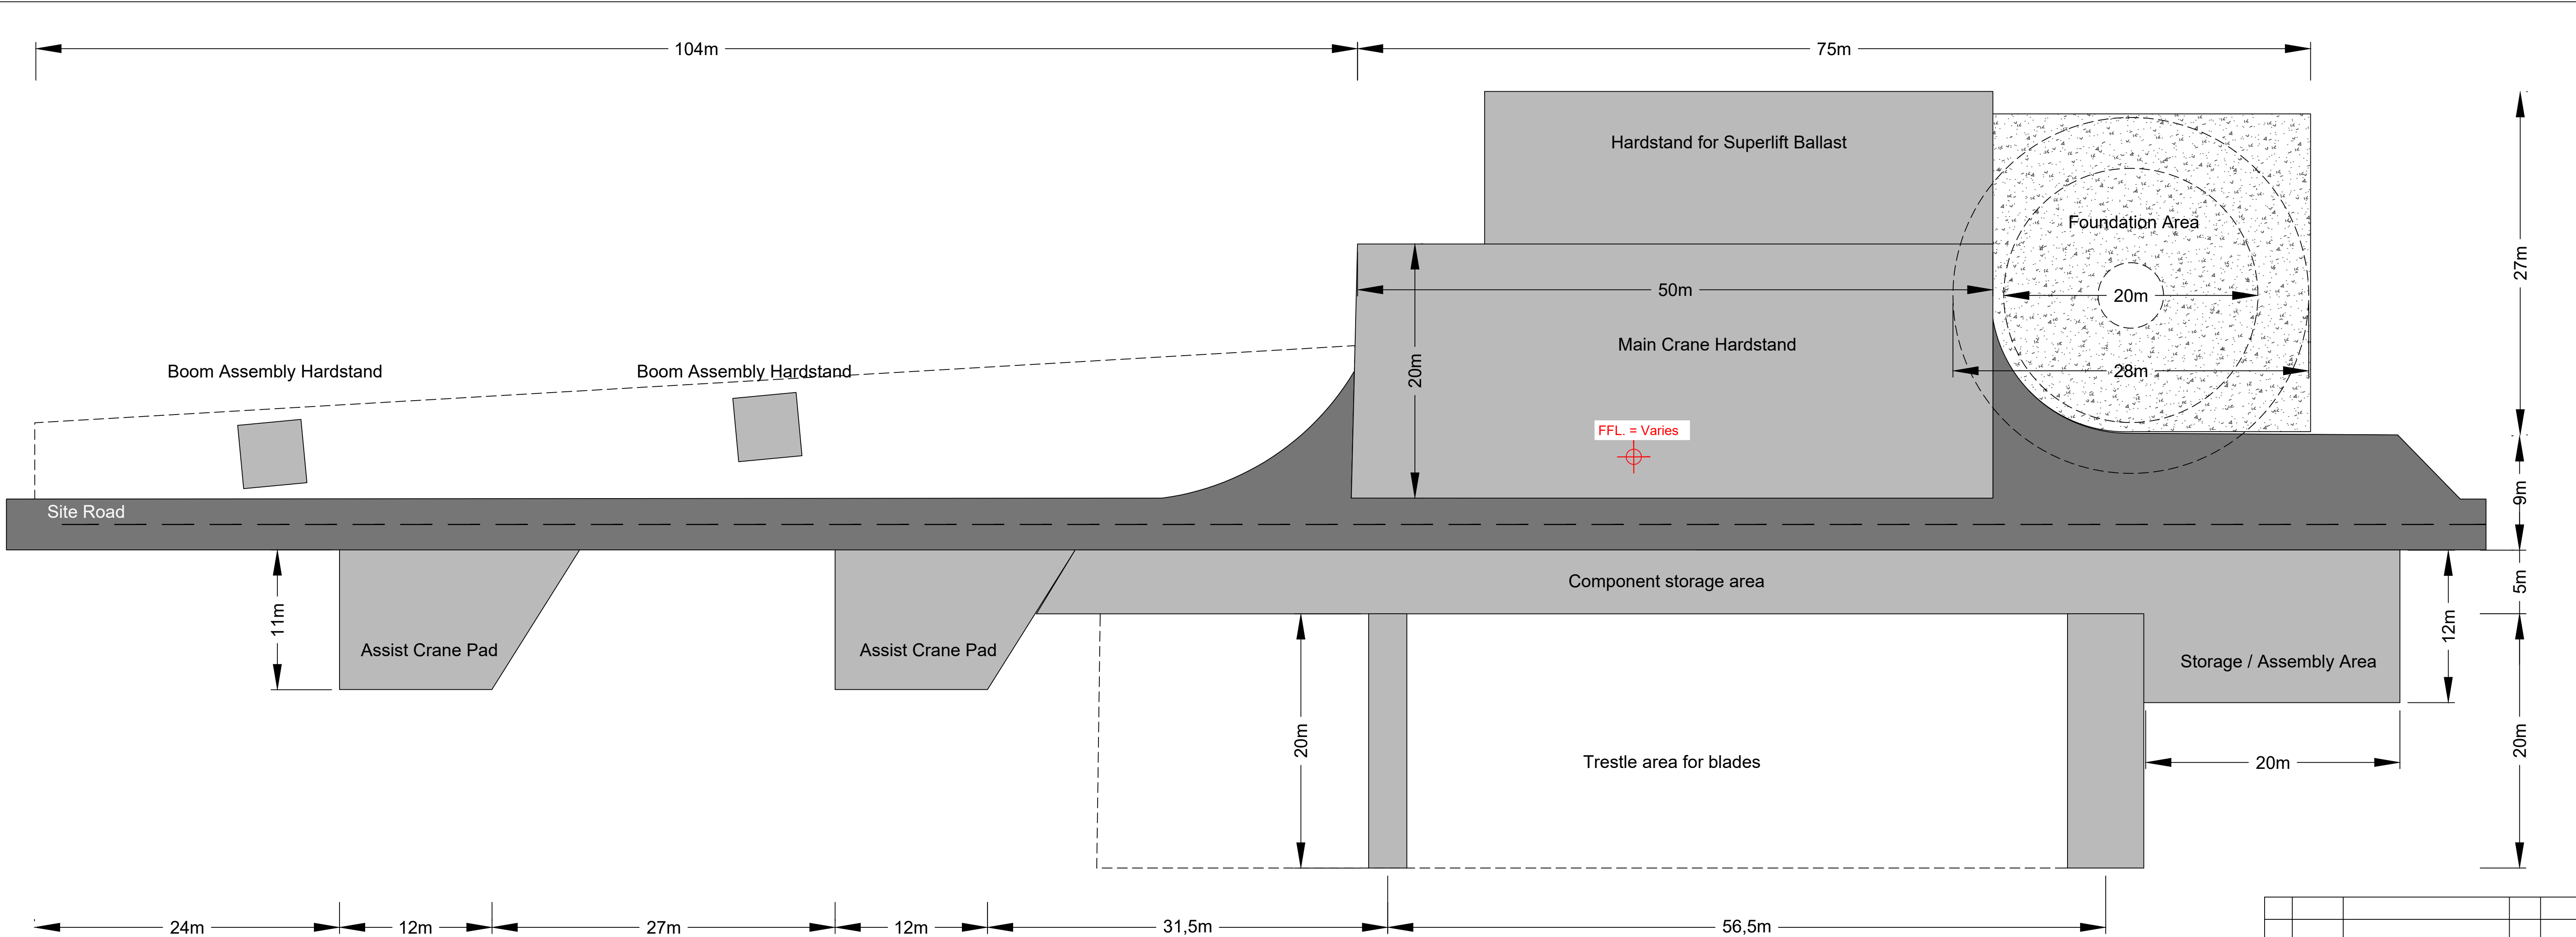 104m
75m
Hardstand for Superlift Ballast
Foundation Area
27m
50m
20m
Main Crane Hardstand
20m
28m
Boom Assembly Hardstand
Boom Assembly Hardstand
FFL. = Varies
9m
Site Road
Component storage area
5m
11m
12m
Assist Crane Pad
Assist Crane Pad
Storage / Assembly Area
20m
Trestle area for blades
20m
20m
24m
12m
27m
12m
31,5m
56,5m